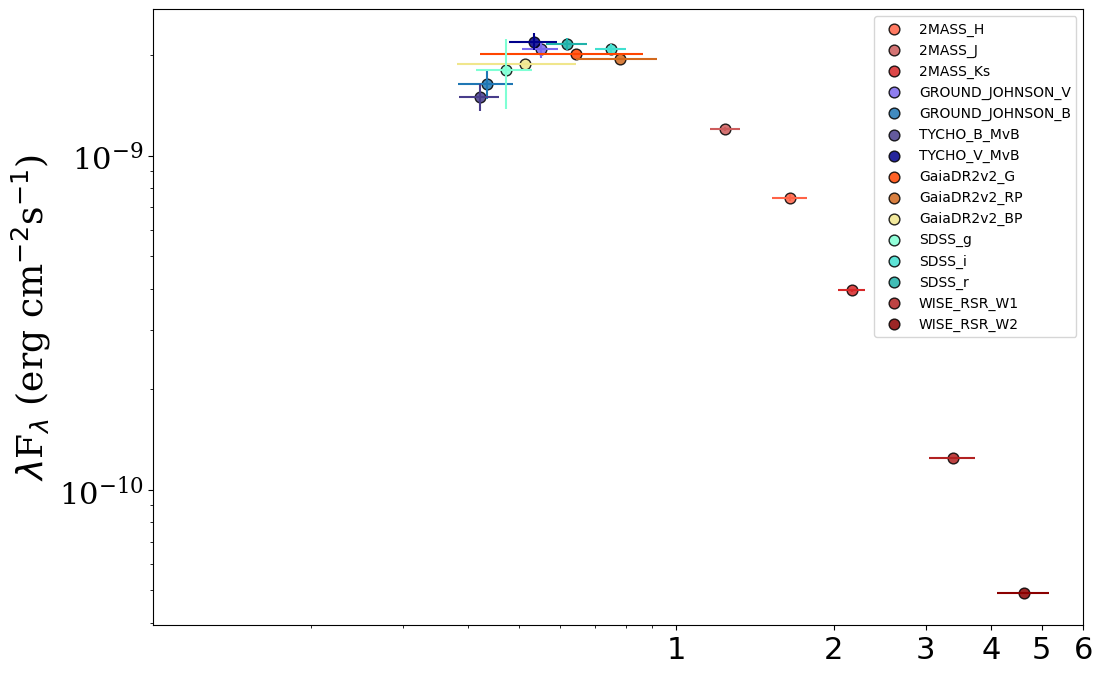 λF_λ (erg cm⁻²s⁻¹)
10⁻⁹
10⁻¹⁰
2MASS_H
2MASS_J
2MASS_Ks
GROUND_JOHNSON_V
GROUND_JOHNSON_B
TYCHO_B_MvB
TYCHO_V_MvB
GaiaDR2v2_G
GaiaDR2v2_RP
GaiaDR2v2_BP
SDSS_g
SDSS_i
SDSS_r
WISE_RSR_W1
WISE_RSR_W2
1 2 3 4 5 6